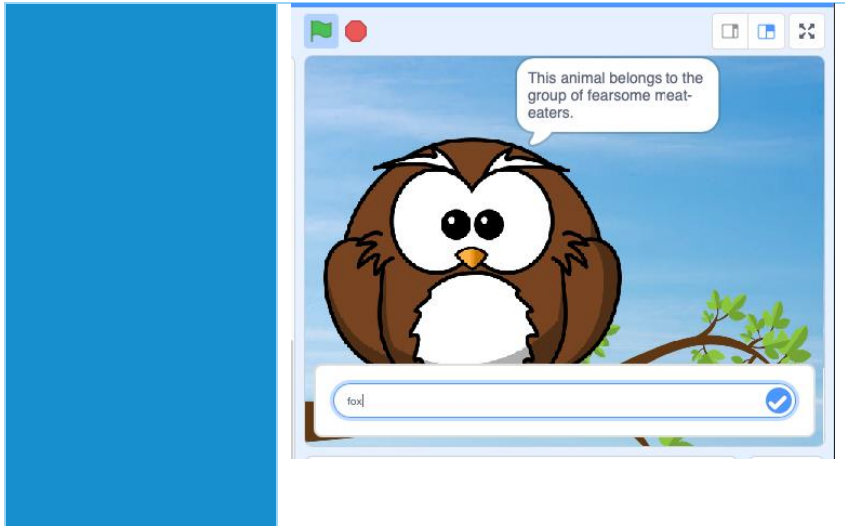 This animal belongs to the
group of fearsome meat-
eaters.
fox